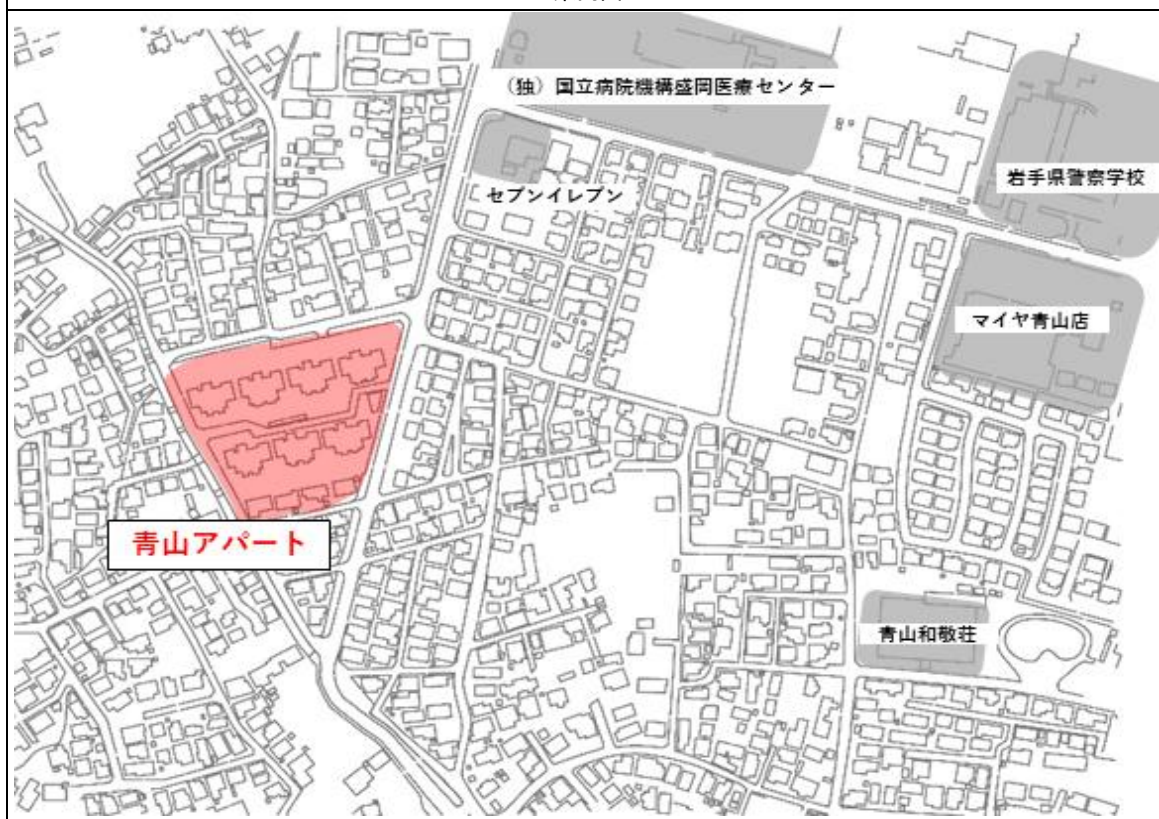 （独）国立病院機構盛岡医療センター
岩手県警察学校
セブンイレブン
マイヤ青山店
青山アパート
青山和敬荘